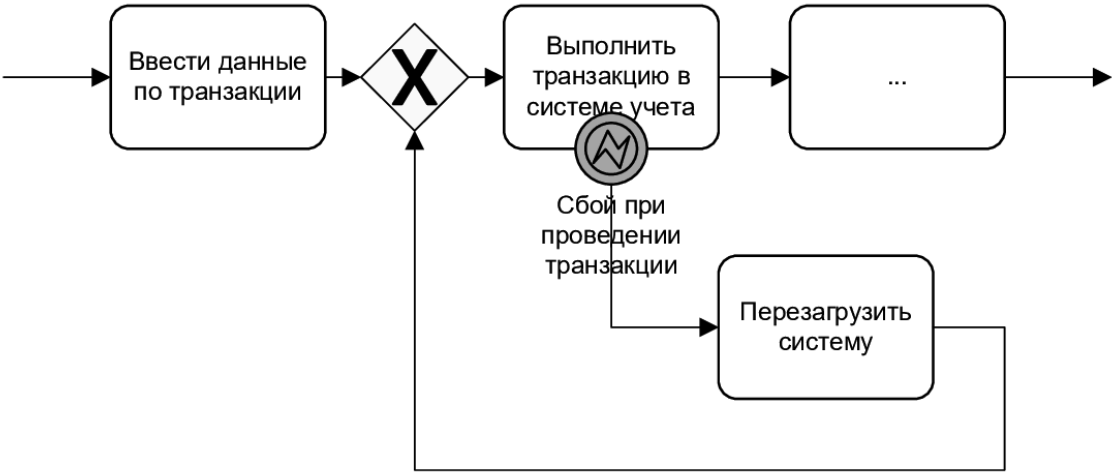 Ввести данные
по транзакции
X
Выполнить
транзакцию в
системе учета
...
Сбой при
проведении
транзакции
Перезагрузить
систему